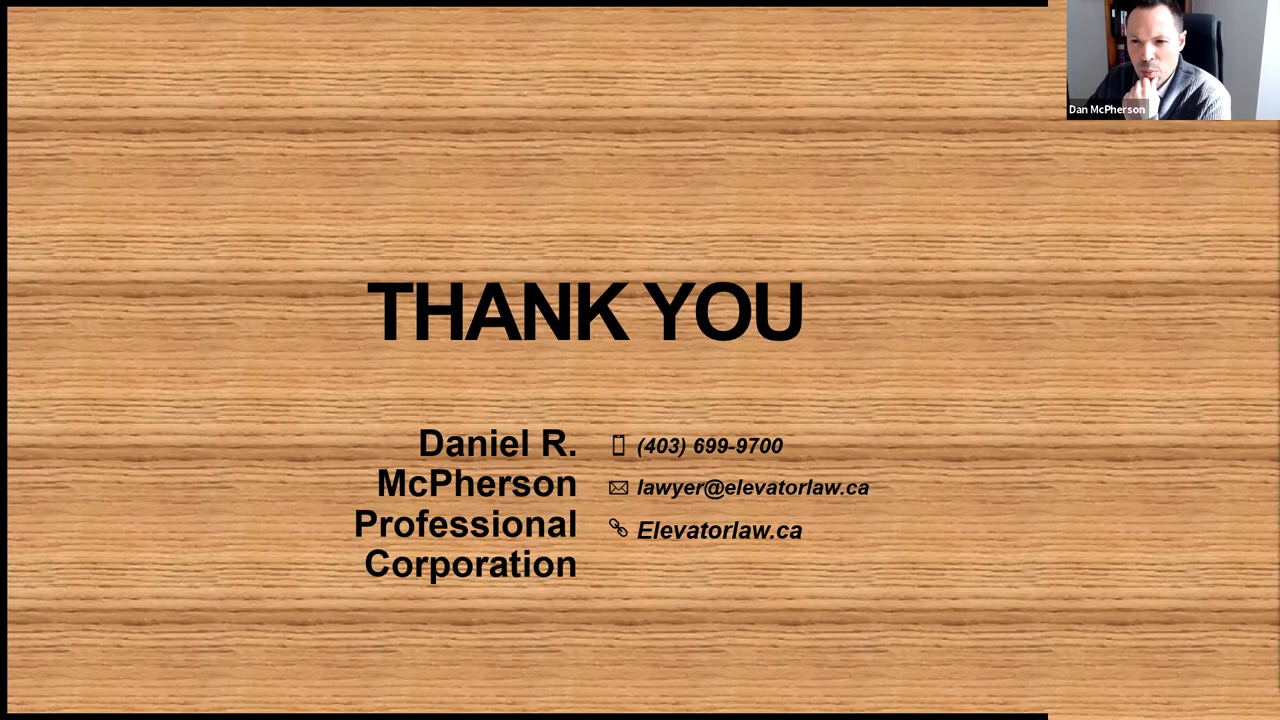 Dan McPherson
THANK YOU
Daniel R.
McPherson
Professional
Corporation
(403) 699-9700
lawyer@elevatorlaw.ca
Elevatorlaw.ca